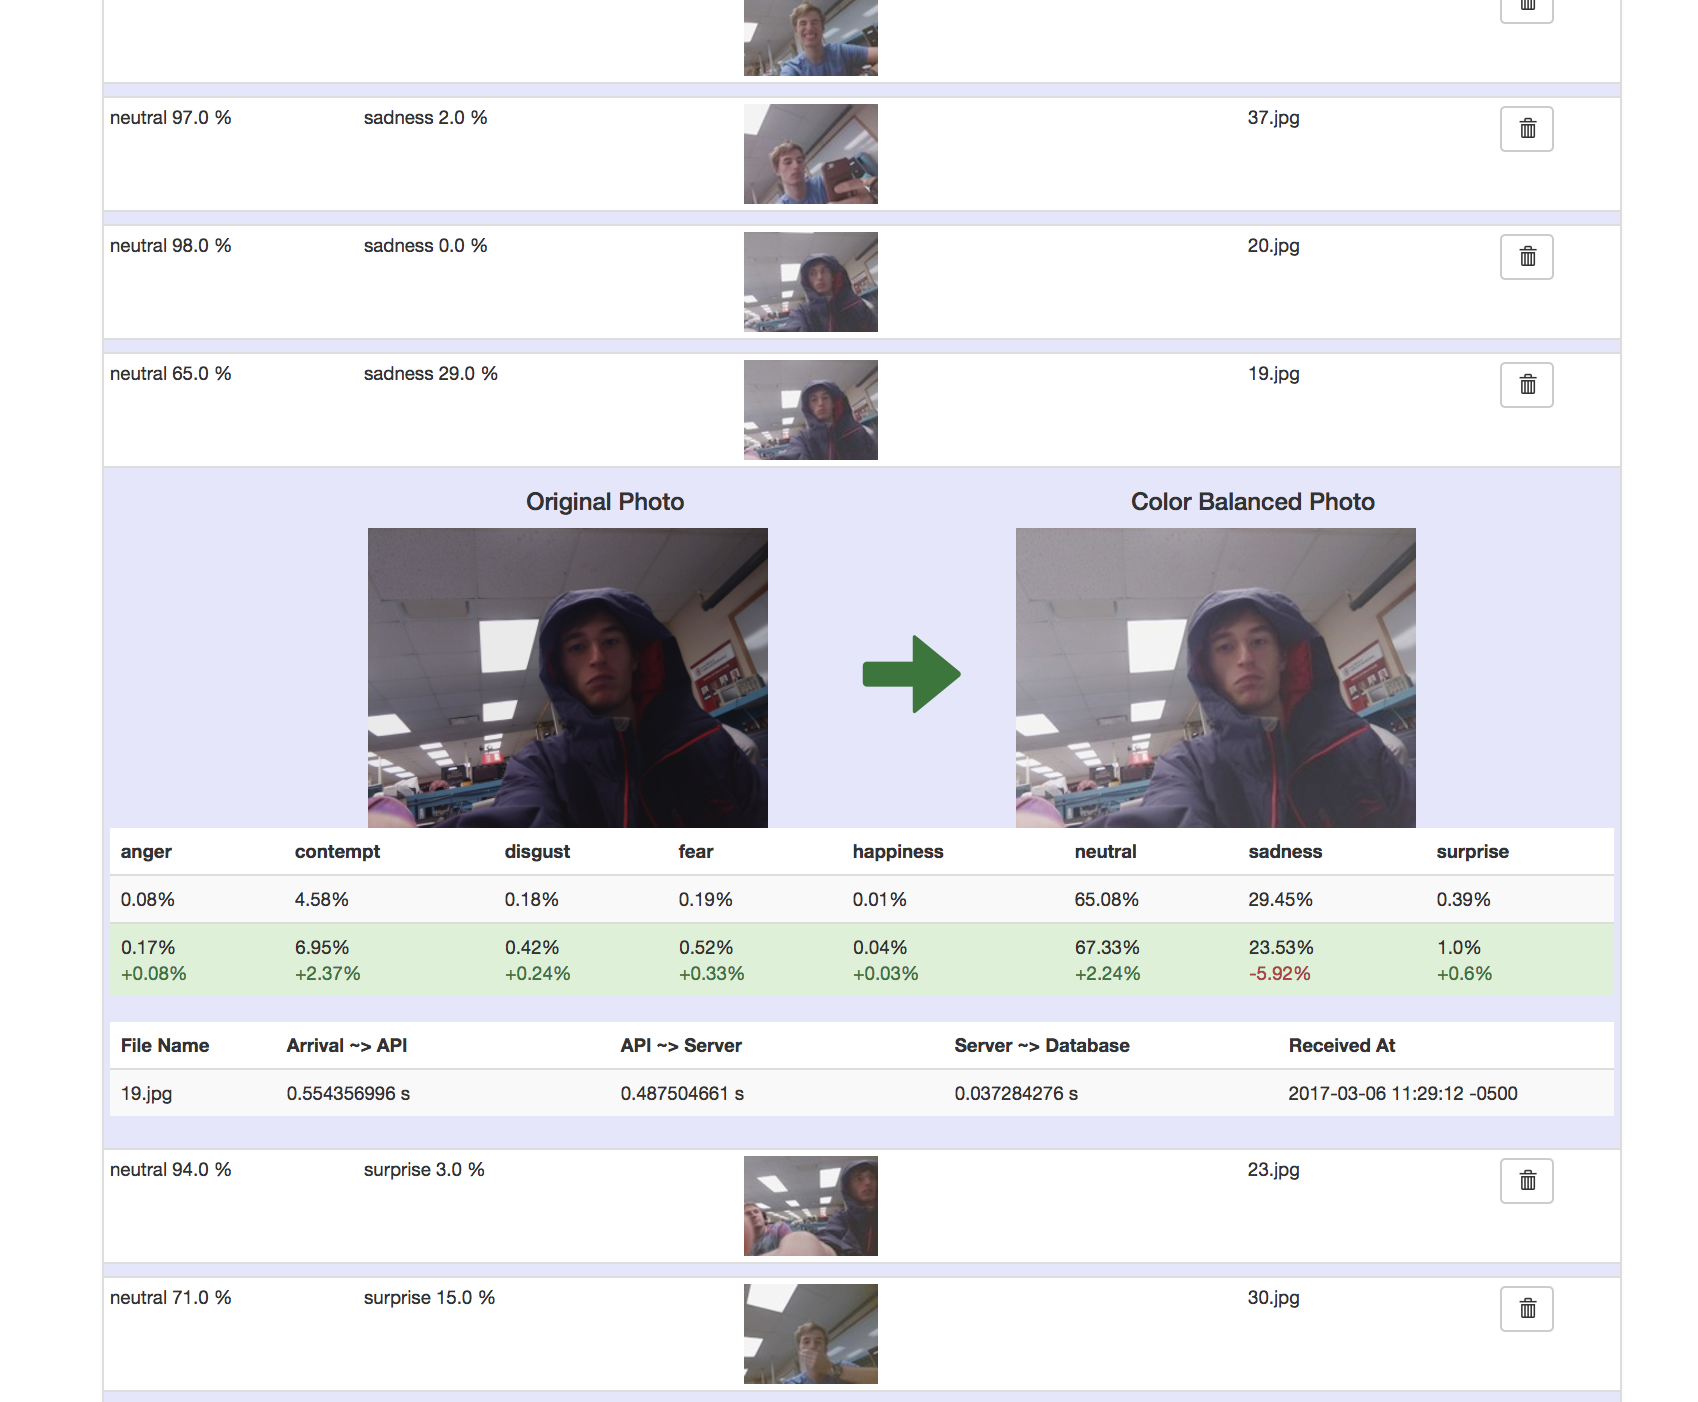 neutral 97.0 % sadness 2.0 % 37.jpg
neutral 98.0 % sadness 0.0 % 20.jpg
neutral 65.0 % sadness 29.0 % 19.jpg
Original Photo Color Balanced Photo
anger contempt disgust fear happiness neutral sadness surprise
0.08% 4.58% 0.18% 0.19% 0.01% 65.08% 29.45% 0.39%
0.17% 6.95% 0.42% 0.52% 0.04% 67.33% 23.53% 1.0%
+0.08% +2.37% +0.24% +0.33% +0.03% +2.24% -5.92% +0.6%
File Name Arrival ~> API API ~> Server Server ~> Database Received At
19.jpg 0.554356996 s 0.487504661 s 0.037284276 s 2017-03-06 11:29:12 -0500
neutral 94.0 % surprise 3.0 % 23.jpg
neutral 71.0 % surprise 15.0 % 30.jpg